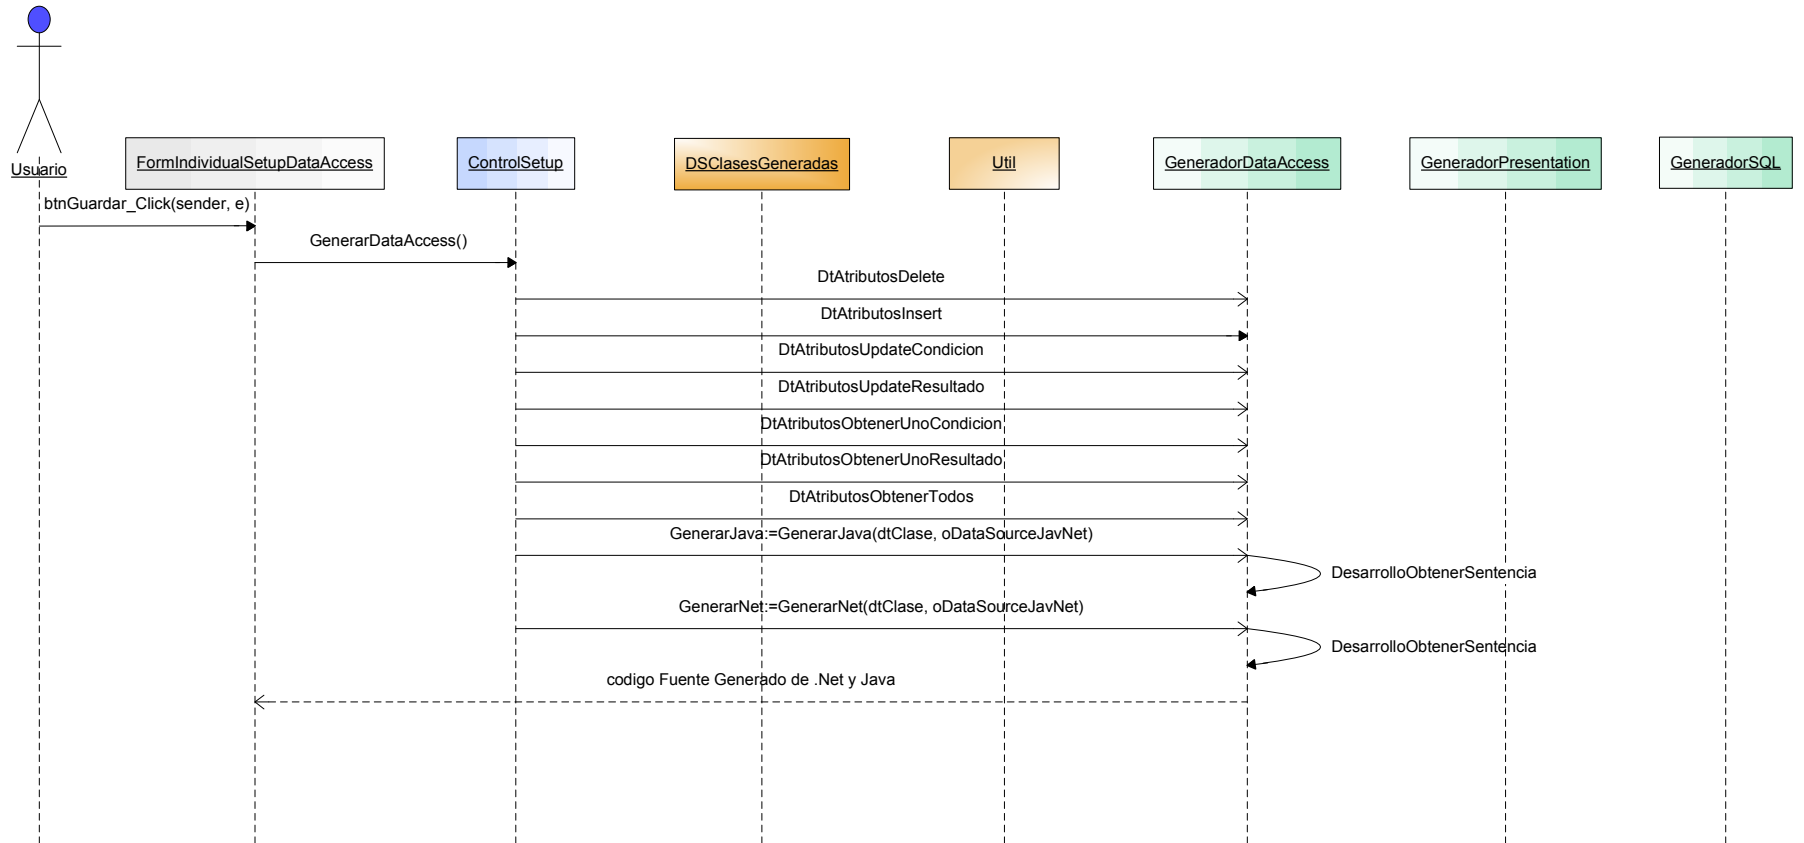 Usuario
FormIndividualSetupDataAccess
ControlSetup
DSClasesGeneradas
Util
GeneradorDataAccess
GeneradorPresentation
GeneradorSQL
btnGuardar_Click(sender, e)
GenerarDataAccess()
DtAtributosDelete
DtAtributosInsert
DtAtributosUpdateCondicion
DtAtributosUpdateResultado
DtAtributosObtenerUnoCondicion
DtAtributosObtenerUnoResultado
DtAtributosObtenerTodos
GenerarJava:=GenerarJava(dtClase, oDataSourceJavNet)
DesarrolloObtenerSentencia
GenerarNet:=GenerarNet(dtClase, oDataSourceJavNet)
DesarrolloObtenerSentencia
codigo Fuente Generado de .Net y Java